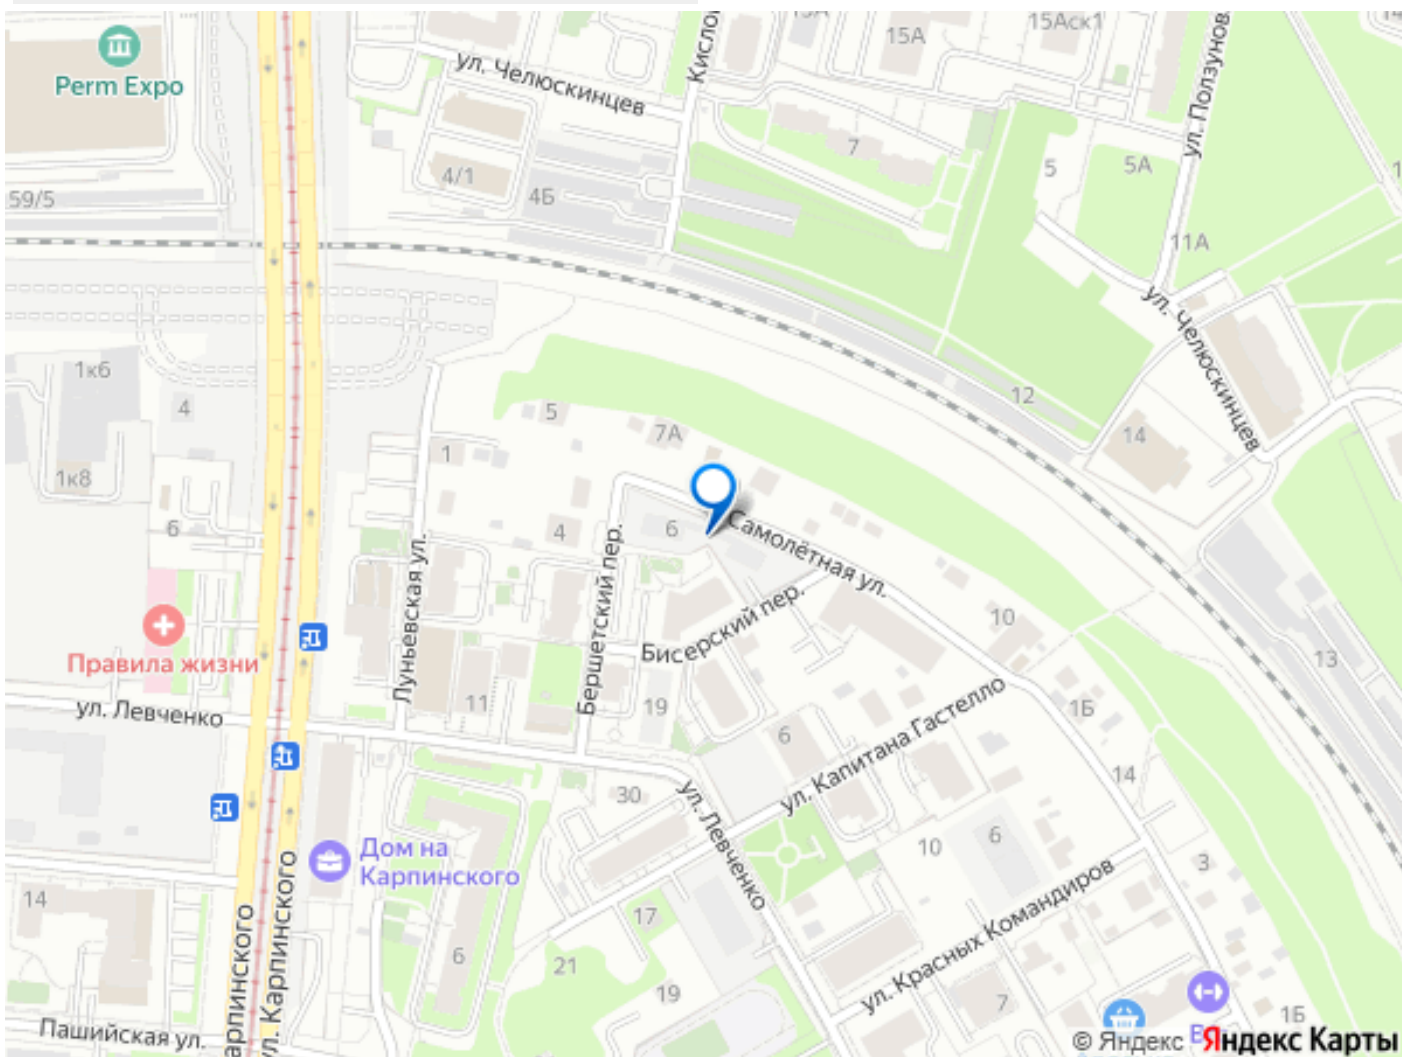 15А
15Аск1
Perm Expo
ул. Челюскинцев
Кисло
ул. Ползунов
7
5
5А
4/1
4Б
59/5
11А
ул. Челюскинцев
1к6
4
5
7А
12
14
1
1к8
6
4
6
Самолётная ул.
Бершетский пер.
Луньевская ул.
Бисерский пер.
10
13
Правила жизни
ул. Левченко
11
19
6
ул. Капитана Гастелло
1Б
14
30
ул. Левченко
10
6
3
Дом на
Карпинского
14
17
ул. Красных Командиров
6
21
19
7
арпинского
ул. Карпинского
1Б
Пашийская ул.
© Яндекс
Яндекс Карты